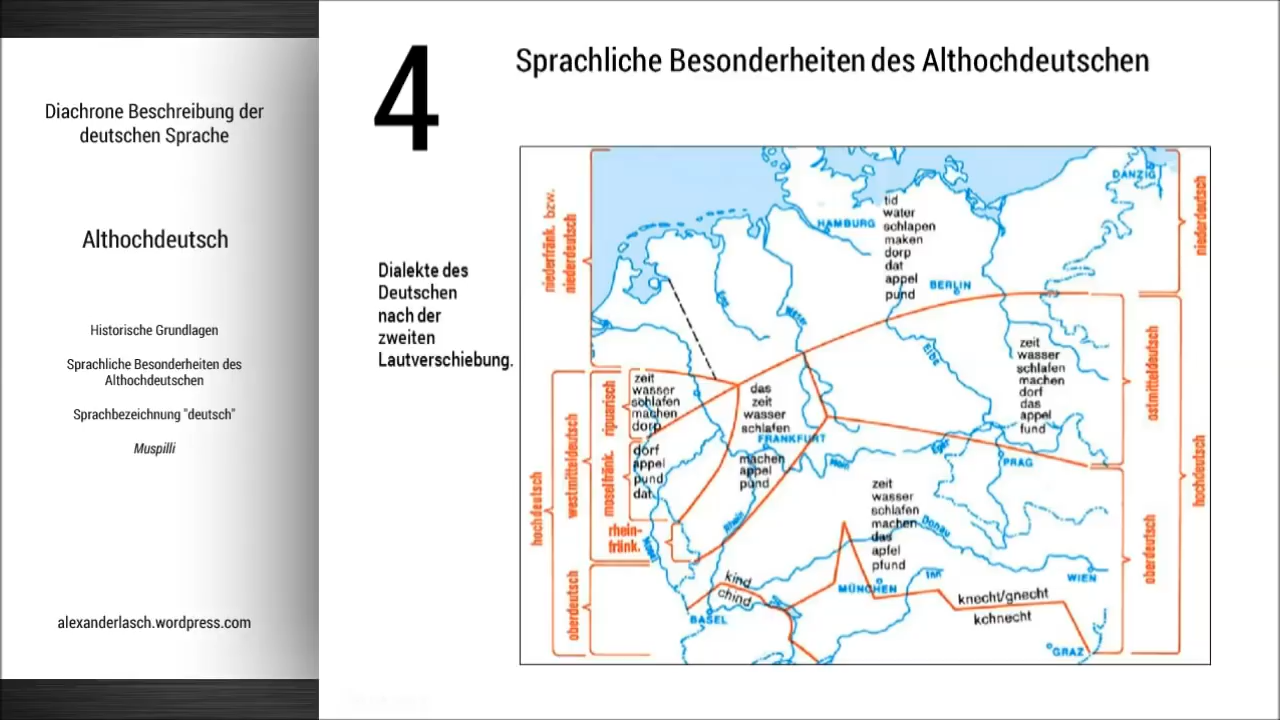 Diachrone Beschreibung der
deutschen Sprache
Althochdeutsch
Historische Grundlagen
Sprachliche Besonderheiten des
Althochdeutschen
Sprachbezeichnung "deutsch"
Muspilli
alexanderlasch.wordpress.com
4
Sprachliche Besonderheiten des Althochdeutschen
Dialekte des
Deutschen
nach der
zweiten
Lautverschiebung.
niederfränk. bzw.
niederdeutsch
hochdeutsch
westmitteldeutsch
oberdeutsch
ripuarisch
moselfränk.
rhein-
fränk.
DANZIG
HAMBURG
tid
water
schlapen
maken
dorp
dat
appel
pund
BERLIN
Elbe
zeit
wasser
schlafen
machen
dorp
dorf
appel
pund
dat
das
zeit
wasser
schlafen
FRANKFURT
machen
appel
pund
zeit
wasser
schlafen
machen
dorf
das
appel
fund
PRAG
Rhein
zeit
wasser
schlafen
machen
das
apfel
pfund
Donau
Inn
MÜNCHEN
WIEN
kind
chind
BASEL
knecht/gnecht
kchnecht
GRAZ
niederdeutsch
ostmitteldeutsch
hochdeutsch
oberdeutsch